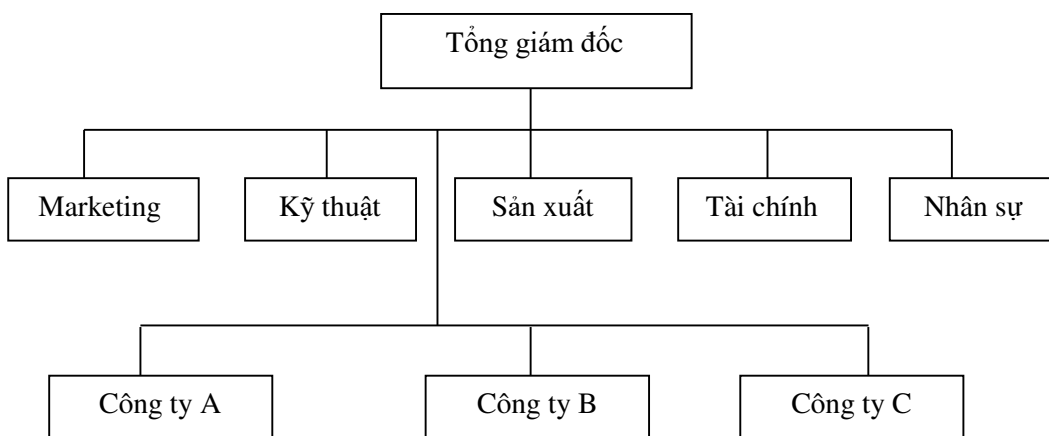 Tổng giám đốc
Marketing
Kỹ thuật
Sản xuất
Tài chính
Nhân sự
Công ty A
Công ty B
Công ty C